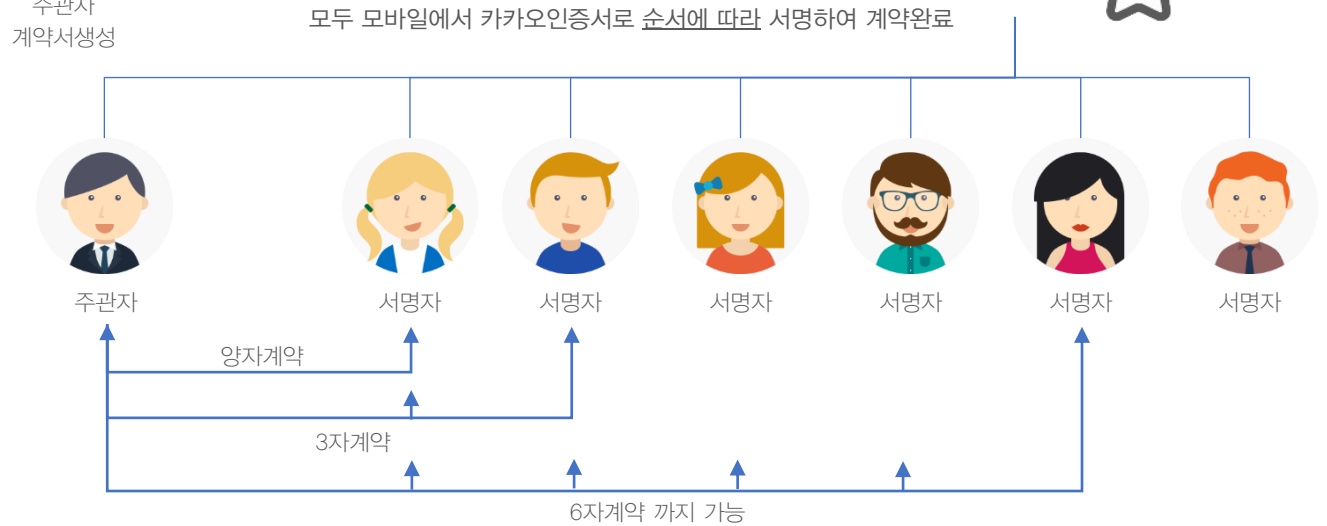 주관자
계약서생성
모두 모바일에서 카카오인증서로 순서에 따라 서명하여 계약완료
주관자
서명자
서명자
서명자
서명자
서명자
서명자
양자계약
3자계약
6자계약 까지 가능